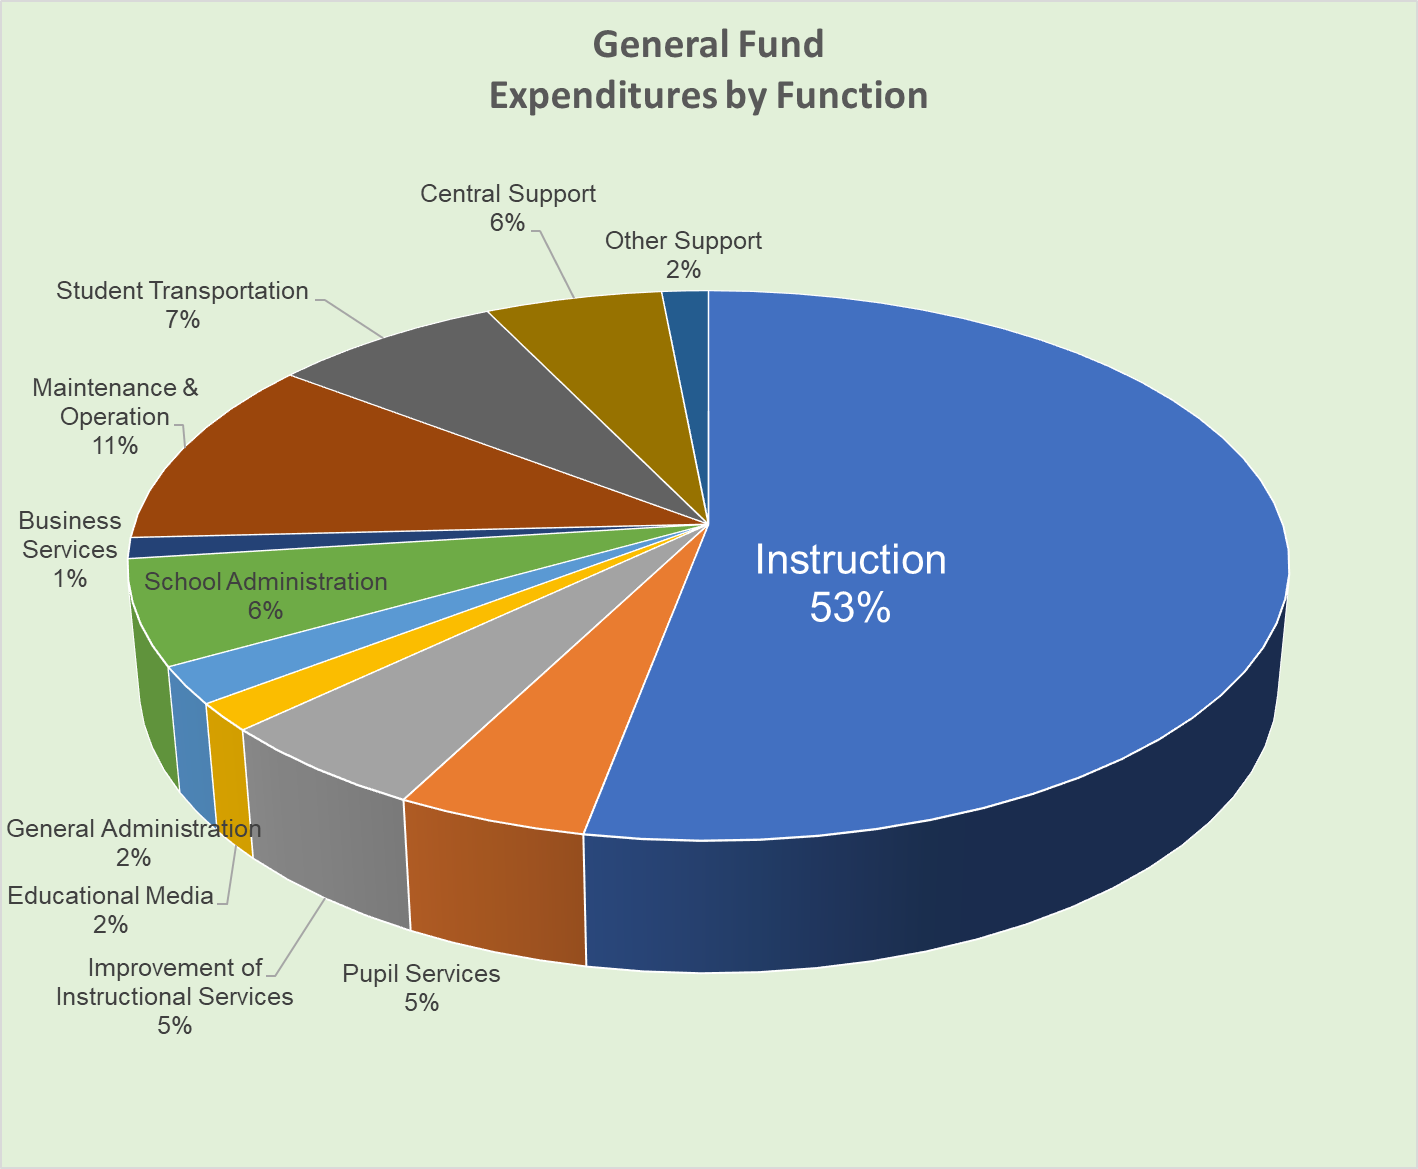 General Fund
Expenditures by Function
Central Support
6%
Other Support
2%
Student Transportation
7%
Maintenance &
Operation
11%
Business
Services
1%
School Administration
6%
Instruction
53%
General Administration
2%
Educational Media
2%
Improvement of
Instructional Services
5%
Pupil Services
5%